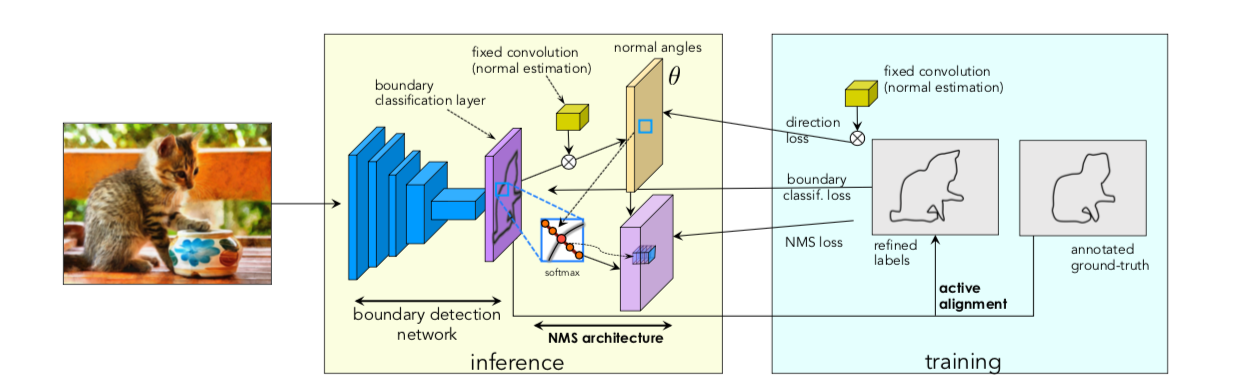 fixed convolution
(normal estimation)
normal angles
θ
boundary
classification layer
softmax
boundary detection
network
NMS architecture
inference
fixed convolution
(normal estimation)
direction
loss
boundary
classif. loss
NMS loss
refined
labels
annotated
ground-truth
active
alignment
training